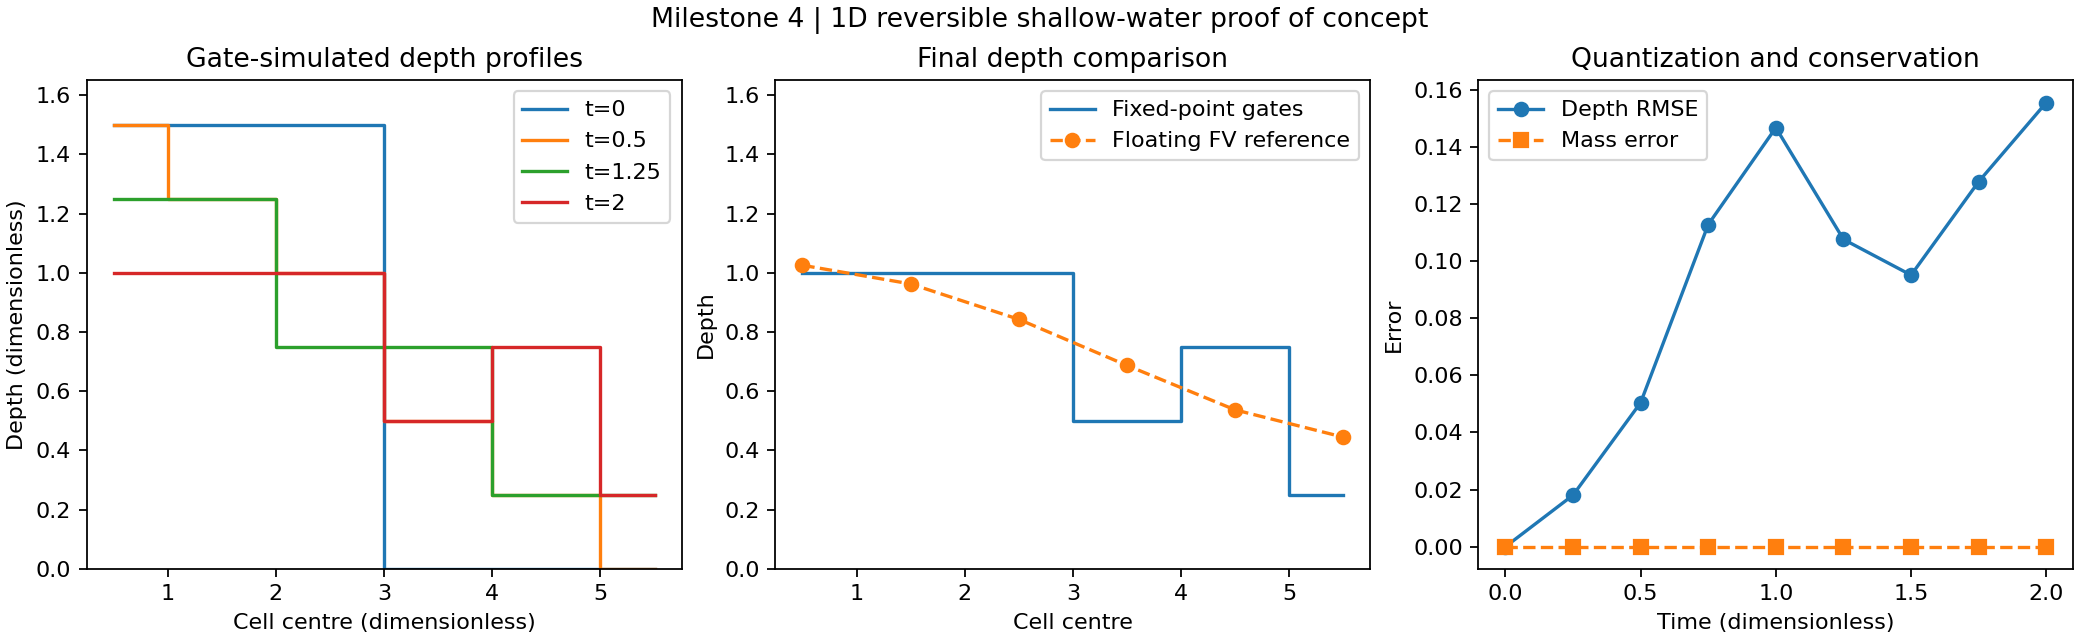 Milestone 4 | 1D reversible shallow-water proof of concept
Gate-simulated depth profiles
Depth (dimensionless)
1.6
1.4
1.2
1.0
0.8
0.6
0.4
0.2
0.0
t=0
t=0.5
t=1.25
t=2
1 2 3 4 5
Cell centre (dimensionless)
Final depth comparison
Depth
1.6
1.4
1.2
1.0
0.8
0.6
0.4
0.2
0.0
Fixed-point gates
Floating FV reference
1 2 3 4 5
Cell centre
Quantization and conservation
Error
0.16
0.14
0.12
0.10
0.08
0.06
0.04
0.02
0.00
Depth RMSE
Mass error
0.0 0.5 1.0 1.5 2.0
Time (dimensionless)